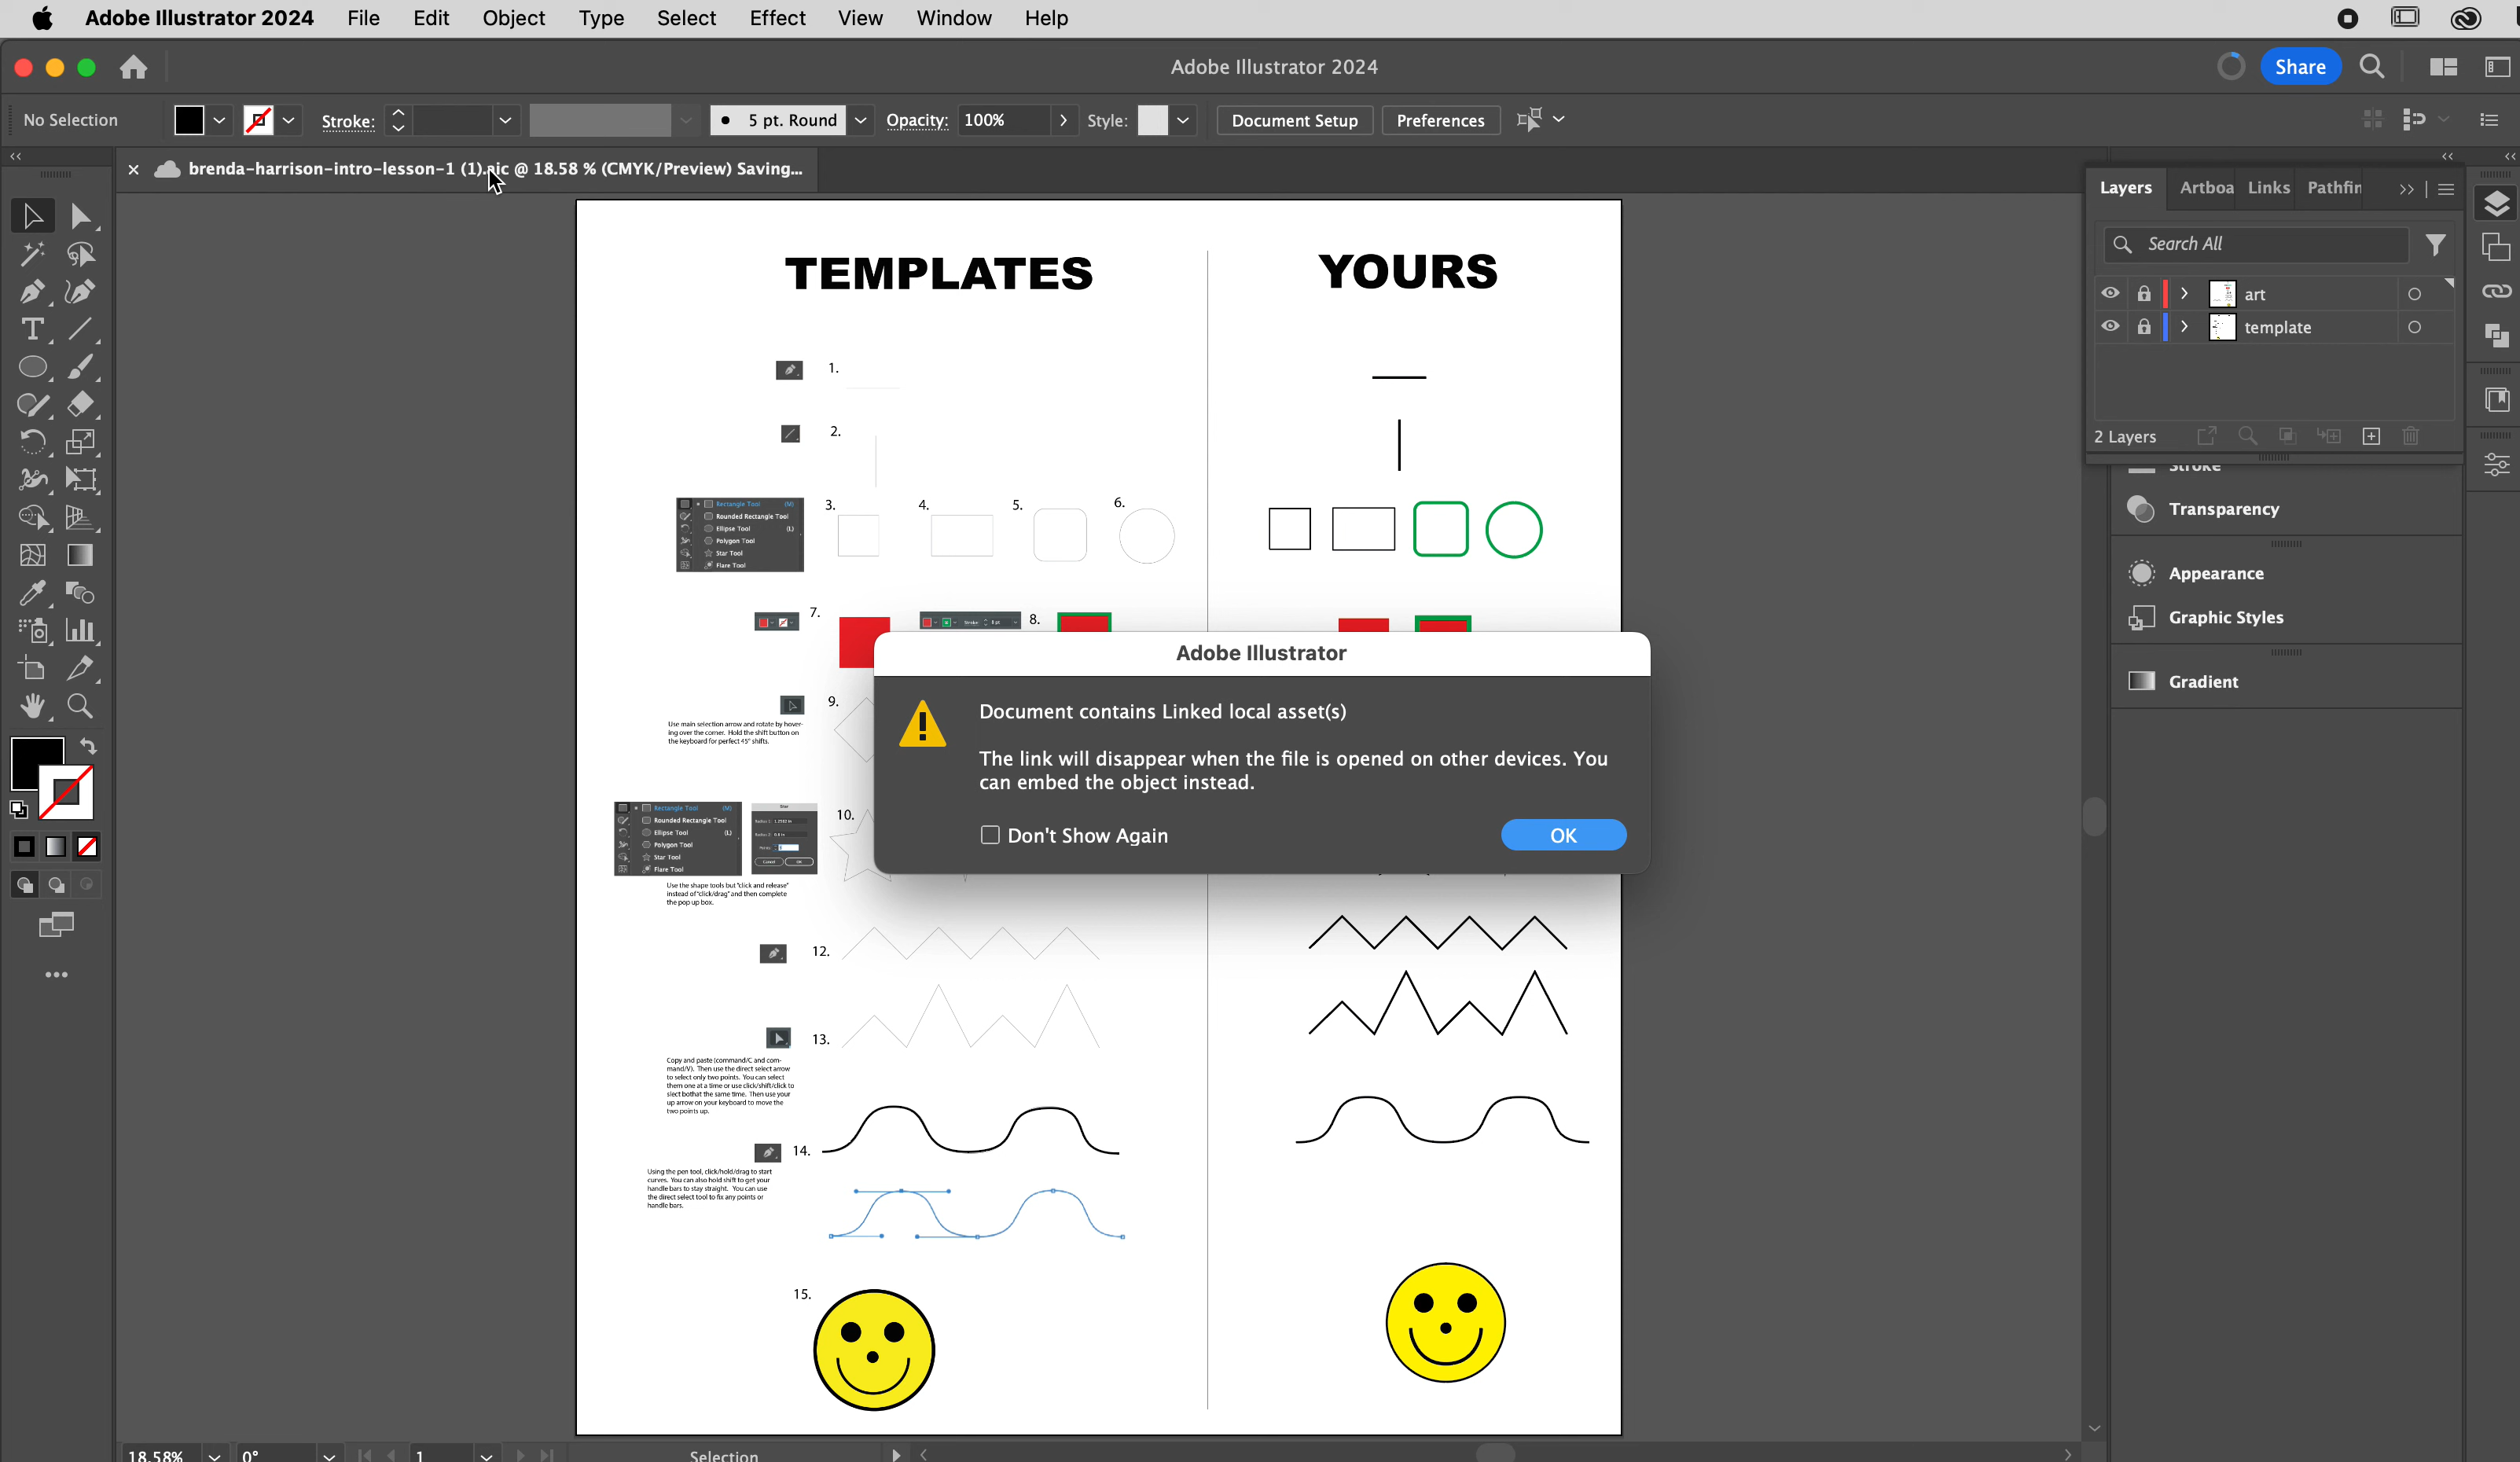 Adobe Illustrator 2024 File Edit Object Type Select Effect View Window Help
Adobe Illustrator 2024
Share
No Selection
Stroke:
5 pt. Round
Opacity: 100%
Style:
Document Setup
Preferences
brenda-harrison-intro-lesson-1 (1).aic @ 18.58 % (CMYK/Preview) Saving...
Layers Artboa Links Pathfin
Search All
art
template
2 Layers
Stroke
Transparency
Appearance
Graphic Styles
Gradient
TEMPLATES
YOURS
1.
2.
Rectangle Tool (M)
Rounded Rectangle Tool
Ellipse Tool (L)
Polygon Tool
Star Tool
Flare Tool
3.
4.
5.
6.
7.
8.
9.
Use main selection arrow and rotate by hover-
ing over the corner. Hold the shift button on
the keyboard for perfect 45° shifts.
Adobe Illustrator
Document contains Linked local asset(s)
The link will disappear when the file is opened on other devices. You
can embed the object instead.
Don't Show Again
OK
Rectangle Tool (M)
Rounded Rectangle Tool
Ellipse Tool (L)
Polygon Tool
Star Tool
Flare Tool
10.
Use the shape tools but "click and release"
instead of "click/drag" and then complete
the pop up box.
12.
13.
Copy and paste (command/C and com-
mand/V). Then use the direct select arrow
to select only two points. You can select
them one at a time or use click/shift/click to
slect bothat the same time. Then use your
up arrow on your keyboard to move the
two points up.
14.
Using the pen tool, click/hold/drag to start
curves. You can also hold shift to get your
handle bars to stay straight. You can use
the direct select tool to fix any points or
handle bars.
15.
18.58%
0°
1
Selection